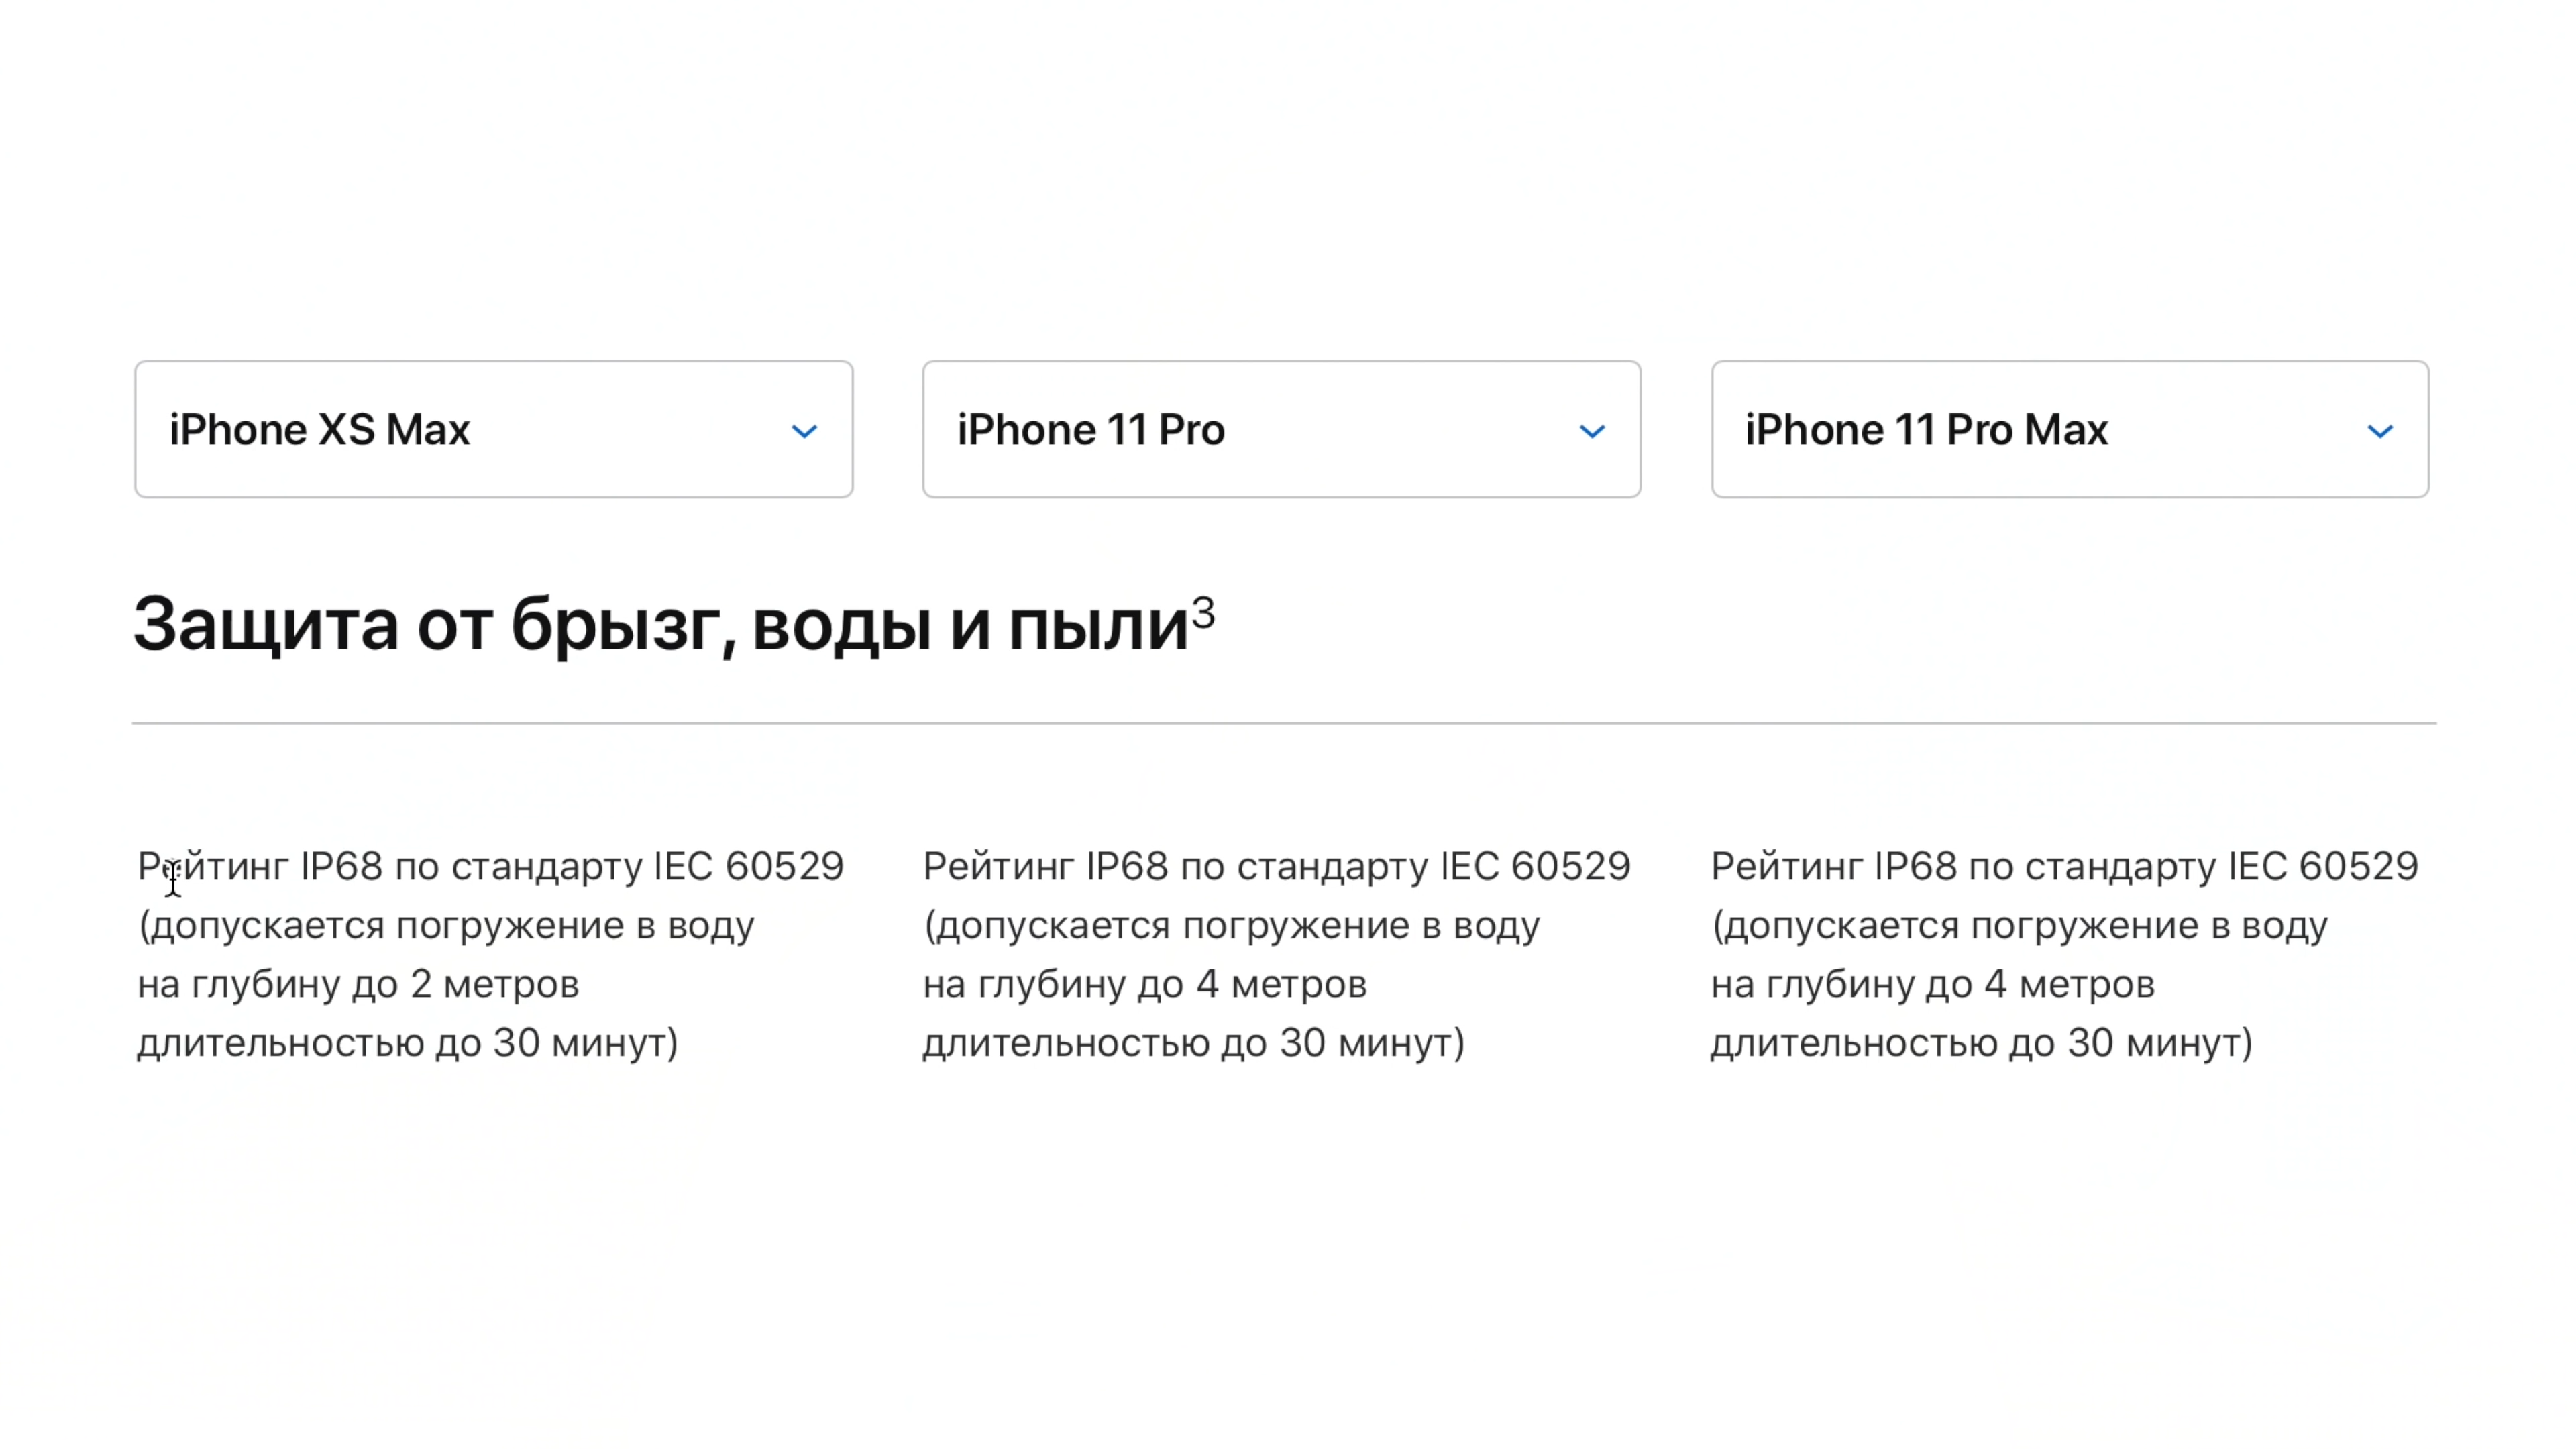 iPhone XS Max
iPhone 11 Pro
iPhone 11 Pro Max
Защита от брызг, воды и пыли³
Рейтинг IP68 по стандарту IEC 60529
(допускается погружение в воду
на глубину до 2 метров
длительностью до 30 минут)
Рейтинг IP68 по стандарту IEC 60529
(допускается погружение в воду
на глубину до 4 метров
длительностью до 30 минут)
Рейтинг IP68 по стандарту IEC 60529
(допускается погружение в воду
на глубину до 4 метров
длительностью до 30 минут)